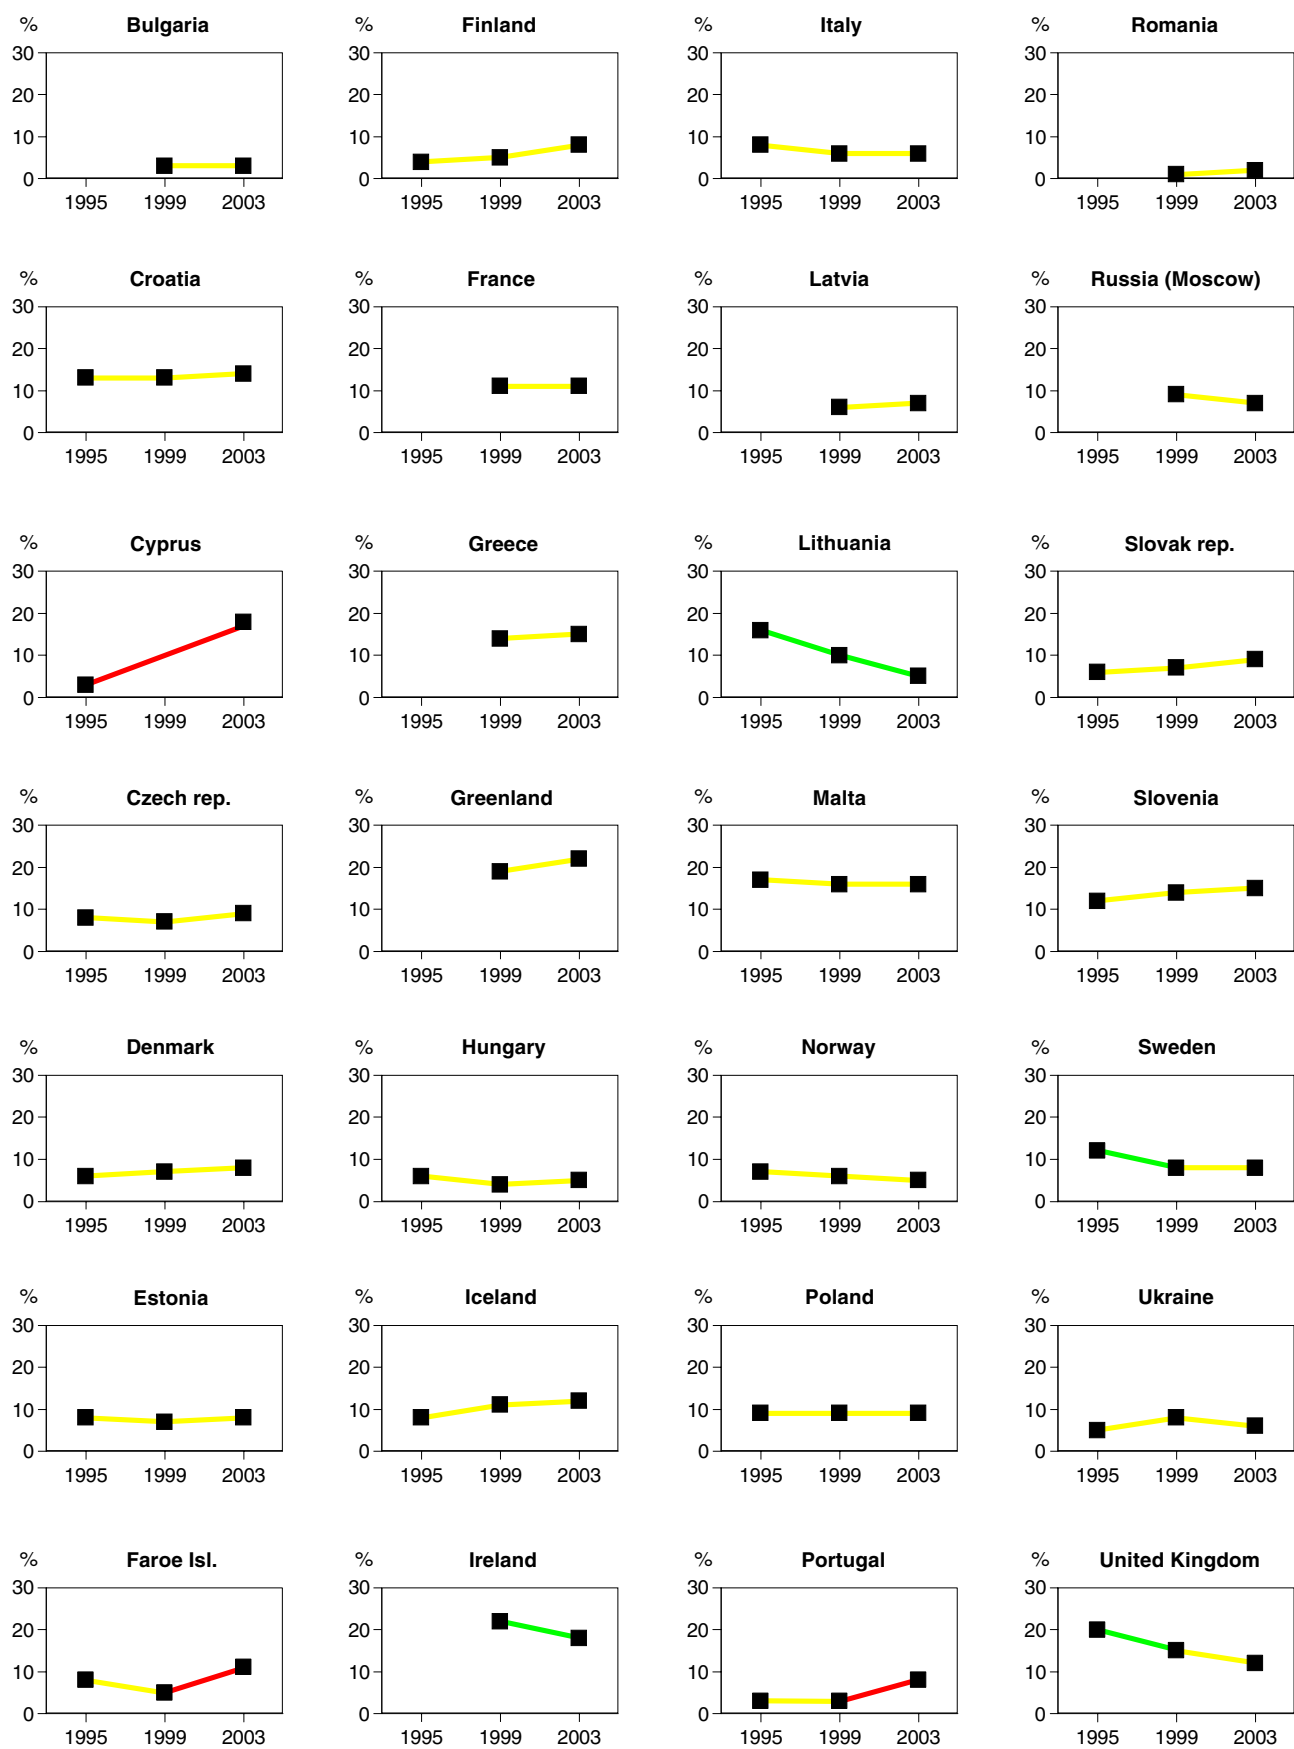 % Bulgaria % Finland % Italy % Romania
30 30 30 30
20 20 20 20
10 10 10 10
0 0 0 0
1995 1999 2003 1995 1999 2003 1995 1999 2003 1995 1999 2003
% Croatia % France % Latvia % Russia (Moscow)
30 30 30 30
20 20 20 20
10 10 10 10
0 0 0 0
1995 1999 2003 1995 1999 2003 1995 1999 2003 1995 1999 2003
% Cyprus % Greece % Lithuania % Slovak rep.
30 30 30 30
20 20 20 20
10 10 10 10
0 0 0 0
1995 1999 2003 1995 1999 2003 1995 1999 2003 1995 1999 2003
% Czech rep. % Greenland % Malta % Slovenia
30 30 30 30
20 20 20 20
10 10 10 10
0 0 0 0
1995 1999 2003 1995 1999 2003 1995 1999 2003 1995 1999 2003
% Denmark % Hungary % Norway % Sweden
30 30 30 30
20 20 20 20
10 10 10 10
0 0 0 0
1995 1999 2003 1995 1999 2003 1995 1999 2003 1995 1999 2003
% Estonia % Iceland % Poland % Ukraine
30 30 30 30
20 20 20 20
10 10 10 10
0 0 0 0
1995 1999 2003 1995 1999 2003 1995 1999 2003 1995 1999 2003
% Faroe Isl. % Ireland % Portugal % United Kingdom
30 30 30 30
20 20 20 20
10 10 10 10
0 0 0 0
1995 1999 2003 1995 1999 2003 1995 1999 2003 1995 1999 2003